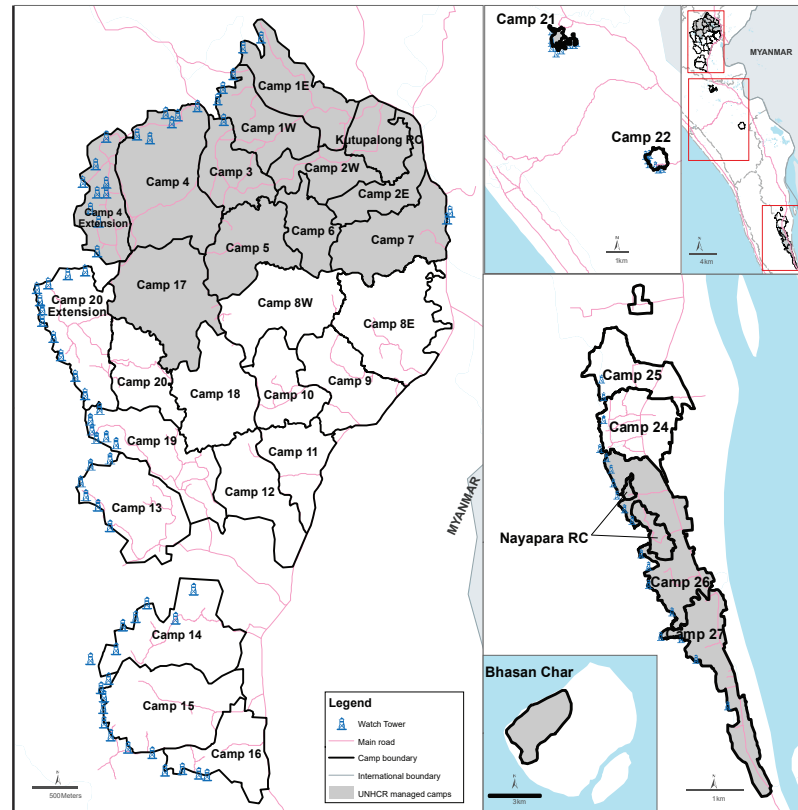 Camp 1E
Camp 1W
Kutupalong RC
Camp 3
Camp 2W
Camp 4
Camp 2E
Camp 4
Extension
Camp 6
Camp 7
Camp 5
Camp 17
Camp 20
Extension
Camp 8W
Camp 8E
Camp 20
Camp 18
Camp 10
Camp 9
Camp 19
Camp 11
Camp 13
Camp 12
MYANMAR
Camp 14
Camp 15
Camp 16
N
500Meters
Legend
Watch Tower
Main road
Camp boundary
International boundary
UNHCR managed camps
Camp 21
Camp 22
N
1km
MYANMAR
N
4km
Camp 25
Camp 24
Nayapara RC
Camp 26
Camp 27
Bhasan Char
N
3km
N
1km